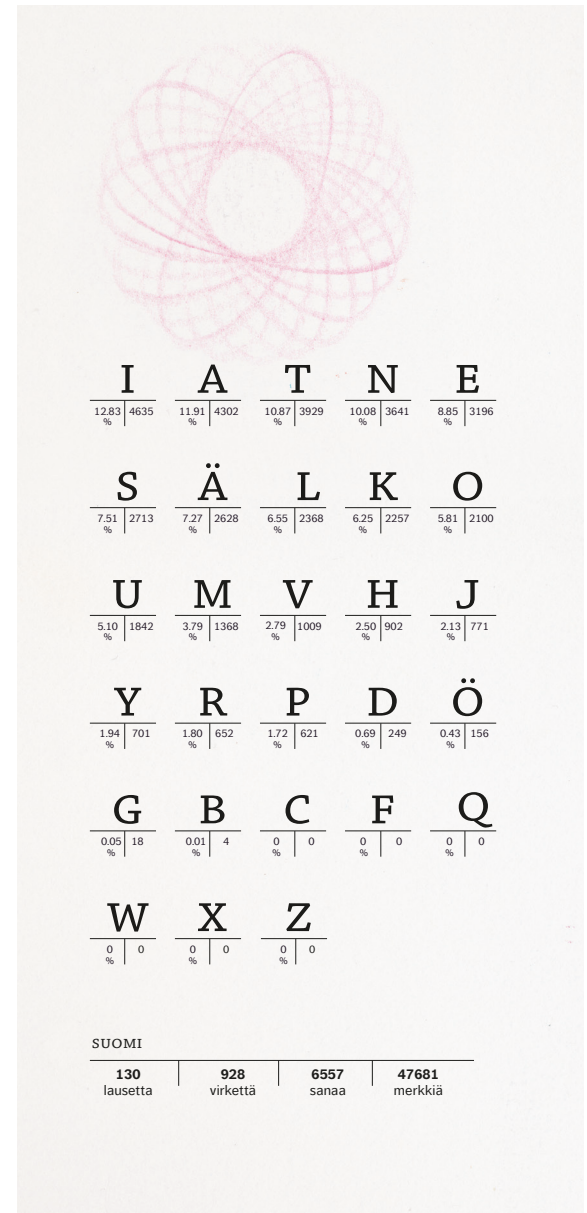 I A T N E
12.83 % 4635 11.91 % 4302 10.87 % 3929 10.08 % 3641 8.85 % 3196
S Ä L K O
7.51 % 2713 7.27 % 2628 6.55 % 2368 6.25 % 2257 5.81 % 2100
U M V H J
5.10 % 1842 3.79 % 1368 2.79 % 1009 2.50 % 902 2.13 % 771
Y R P D Ö
1.94 % 701 1.80 % 652 1.72 % 621 0.69 % 249 0.43 % 156
G B C F Q
0.05 % 18 0.01 % 4 0 % 0 0 % 0 0 % 0
W X Z
0 % 0 0 % 0 0 % 0
SUOMI
130 928 6557 47681
lausetta virkettä sanaa merkkiä